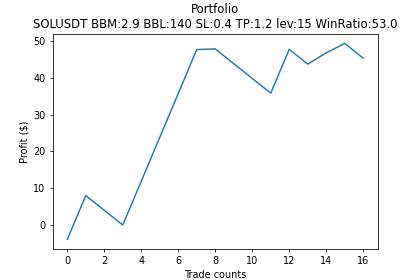 Portfolio
SOLUSDT BBM:2.9 BBL:140 SL:0.4 TP:1.2 lev:15 WinRatio:53.0
50
40
30
20
10
0
Profit ($)
0 2 4 6 8 10 12 14 16
Trade counts